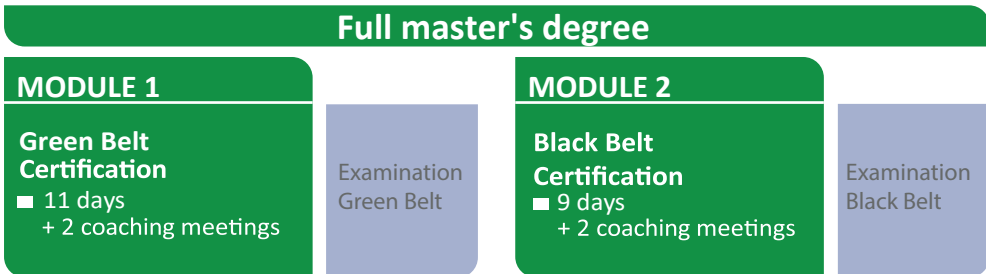 Full master's degree
MODULE 1
Green Belt
Certification
11 days
+ 2 coaching meetings
Examination
Green Belt
MODULE 2
Black Belt
Certification
9 days
+ 2 coaching meetings
Examination
Black Belt